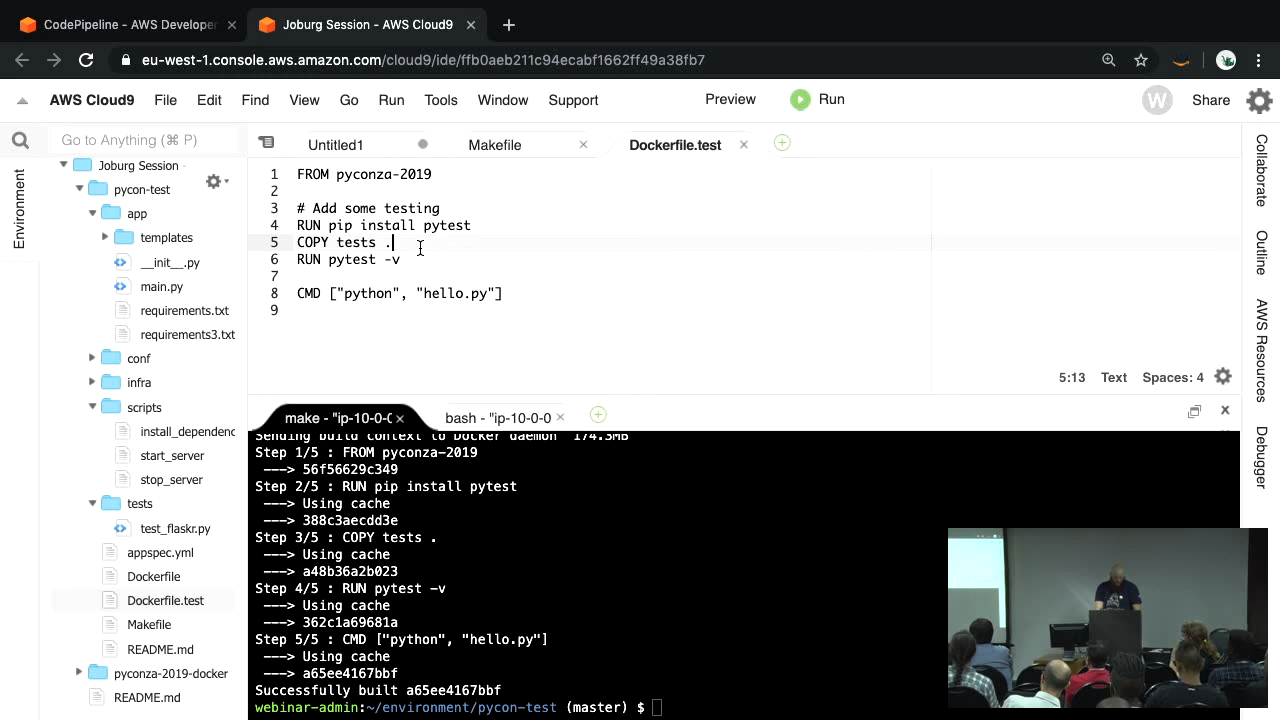 CodePipeline - AWS Developer
Joburg Session - AWS Cloud9
eu-west-1.console.aws.amazon.com/cloud9/ide/ffb0aeb211c94ecabf1662ff49a38fb7
AWS Cloud9 File Edit Find View Go Run Tools Window Support Preview Run W Share
Go to Anything (⌘ P)
Untitled1 Makefile Dockerfile.test
Environment
Joburg Session -
pycon-test
app
templates
__init__.py
main.py
requirements.txt
requirements3.txt
conf
infra
scripts
install_dependenc
start_server
stop_server
tests
test_flaskr.py
appspec.yml
Dockerfile
Dockerfile.test
Makefile
README.md
pyconza-2019-docker
README.md
1 FROM pyconza-2019
2
3 # Add some testing
4 RUN pip install pytest
5 COPY tests .
6 RUN pytest -v
7
8 CMD ["python", "hello.py"]
9
5:13 Text Spaces: 4
Collaborate
Outline
AWS Resources
Debugger
make - "ip-10-0-0 bash - "ip-10-0-0
Sending build context to Docker daemon 174.3MB
Step 1/5 : FROM pyconza-2019
---> 56f56629c349
Step 2/5 : RUN pip install pytest
---> Using cache
---> 388c3aecdd3e
Step 3/5 : COPY tests .
---> Using cache
---> a48b36a2b023
Step 4/5 : RUN pytest -v
---> Using cache
---> 362c1a69681a
Step 5/5 : CMD ["python", "hello.py"]
---> Using cache
---> a65ee4167bbf
Successfully built a65ee4167bbf
webinar-admin:~/environment/pycon-test (master) $